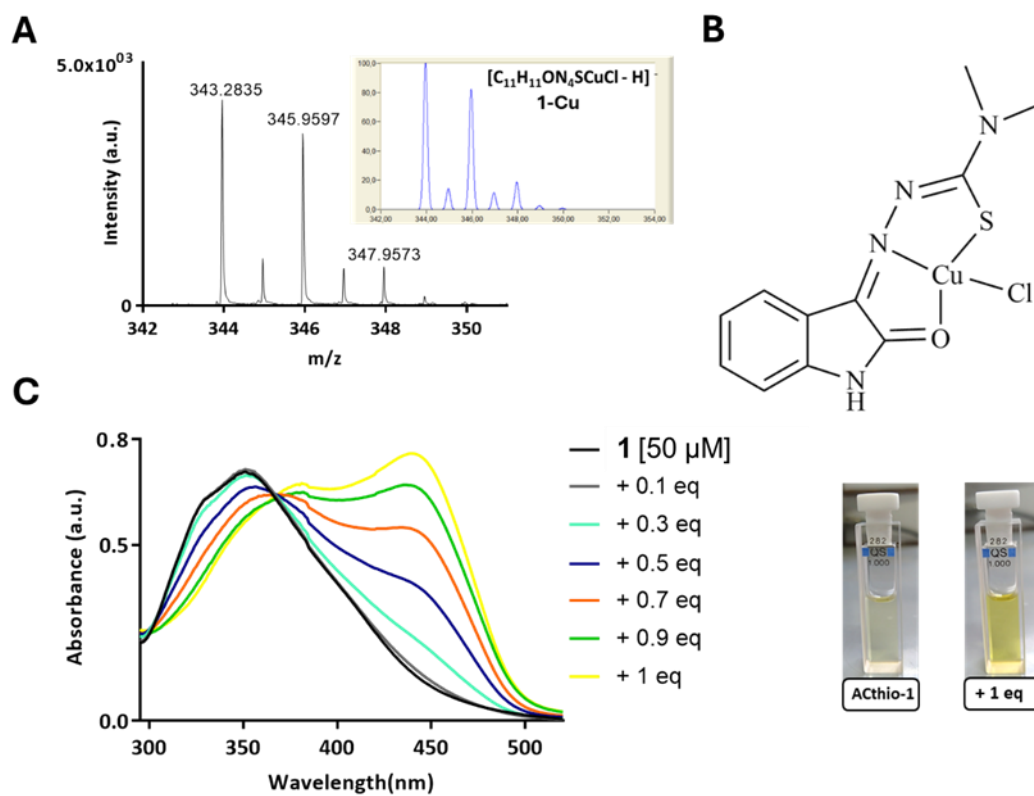 A
5.0x10⁰³
343.2835
345.9597
347.9573
0
342
344
346
348
350
Intensity (a.u.)
m/z
[C₁₁H₁₁ON₄SCuCl - H]
1-Cu
100,0
80,0
60,0
40,0
20,0
0,0
342,00
344,00
346,00
348,00
350,00
352,00
354,00
B
N
N
N
S
Cu
Cl
O
N
H
C
0.8
0.5
0.0
300
350
400
450
500
Absorbance (a.u.)
Wavelength(nm)
1 [50 µM]
+ 0.1 eq
+ 0.3 eq
+ 0.5 eq
+ 0.7 eq
+ 0.9 eq
+ 1 eq
282
QS
1.000
ACthio-1
282
QS
1.000
+ 1 eq